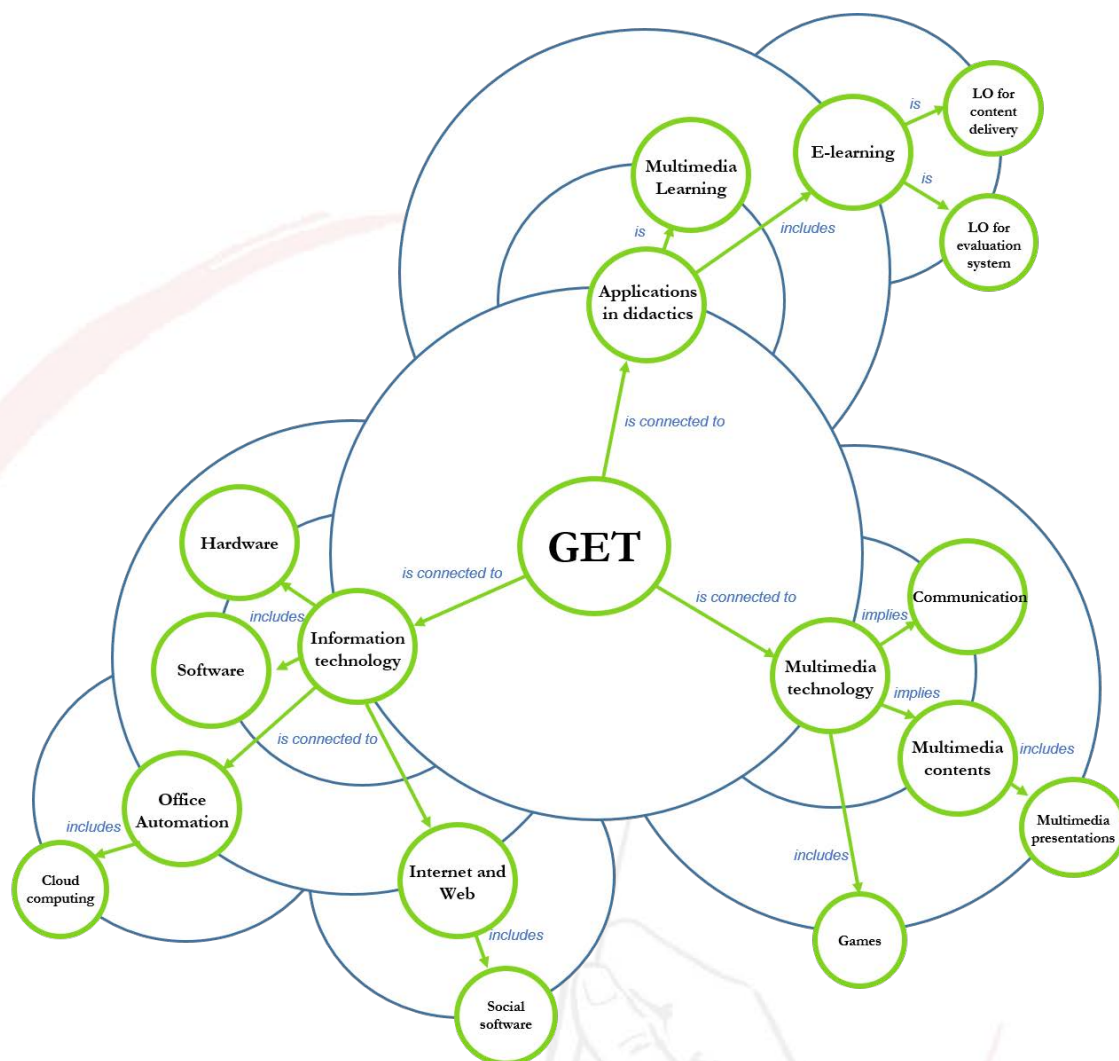 LO for
content
delivery
is
E-learning
is
LO for
evaluation
system
Multimedia
Learning
is
includes
Applications
in didactics
is connected to
GET
is connected to
is connected to
Hardware
includes
Information
technology
Software
is connected to
Office
Automation
includes
Cloud
computing
Internet and
Web
includes
Social
software
Communication
implies
Multimedia
technology
implies
Multimedia
contents
includes
Multimedia
presentations
includes
Games